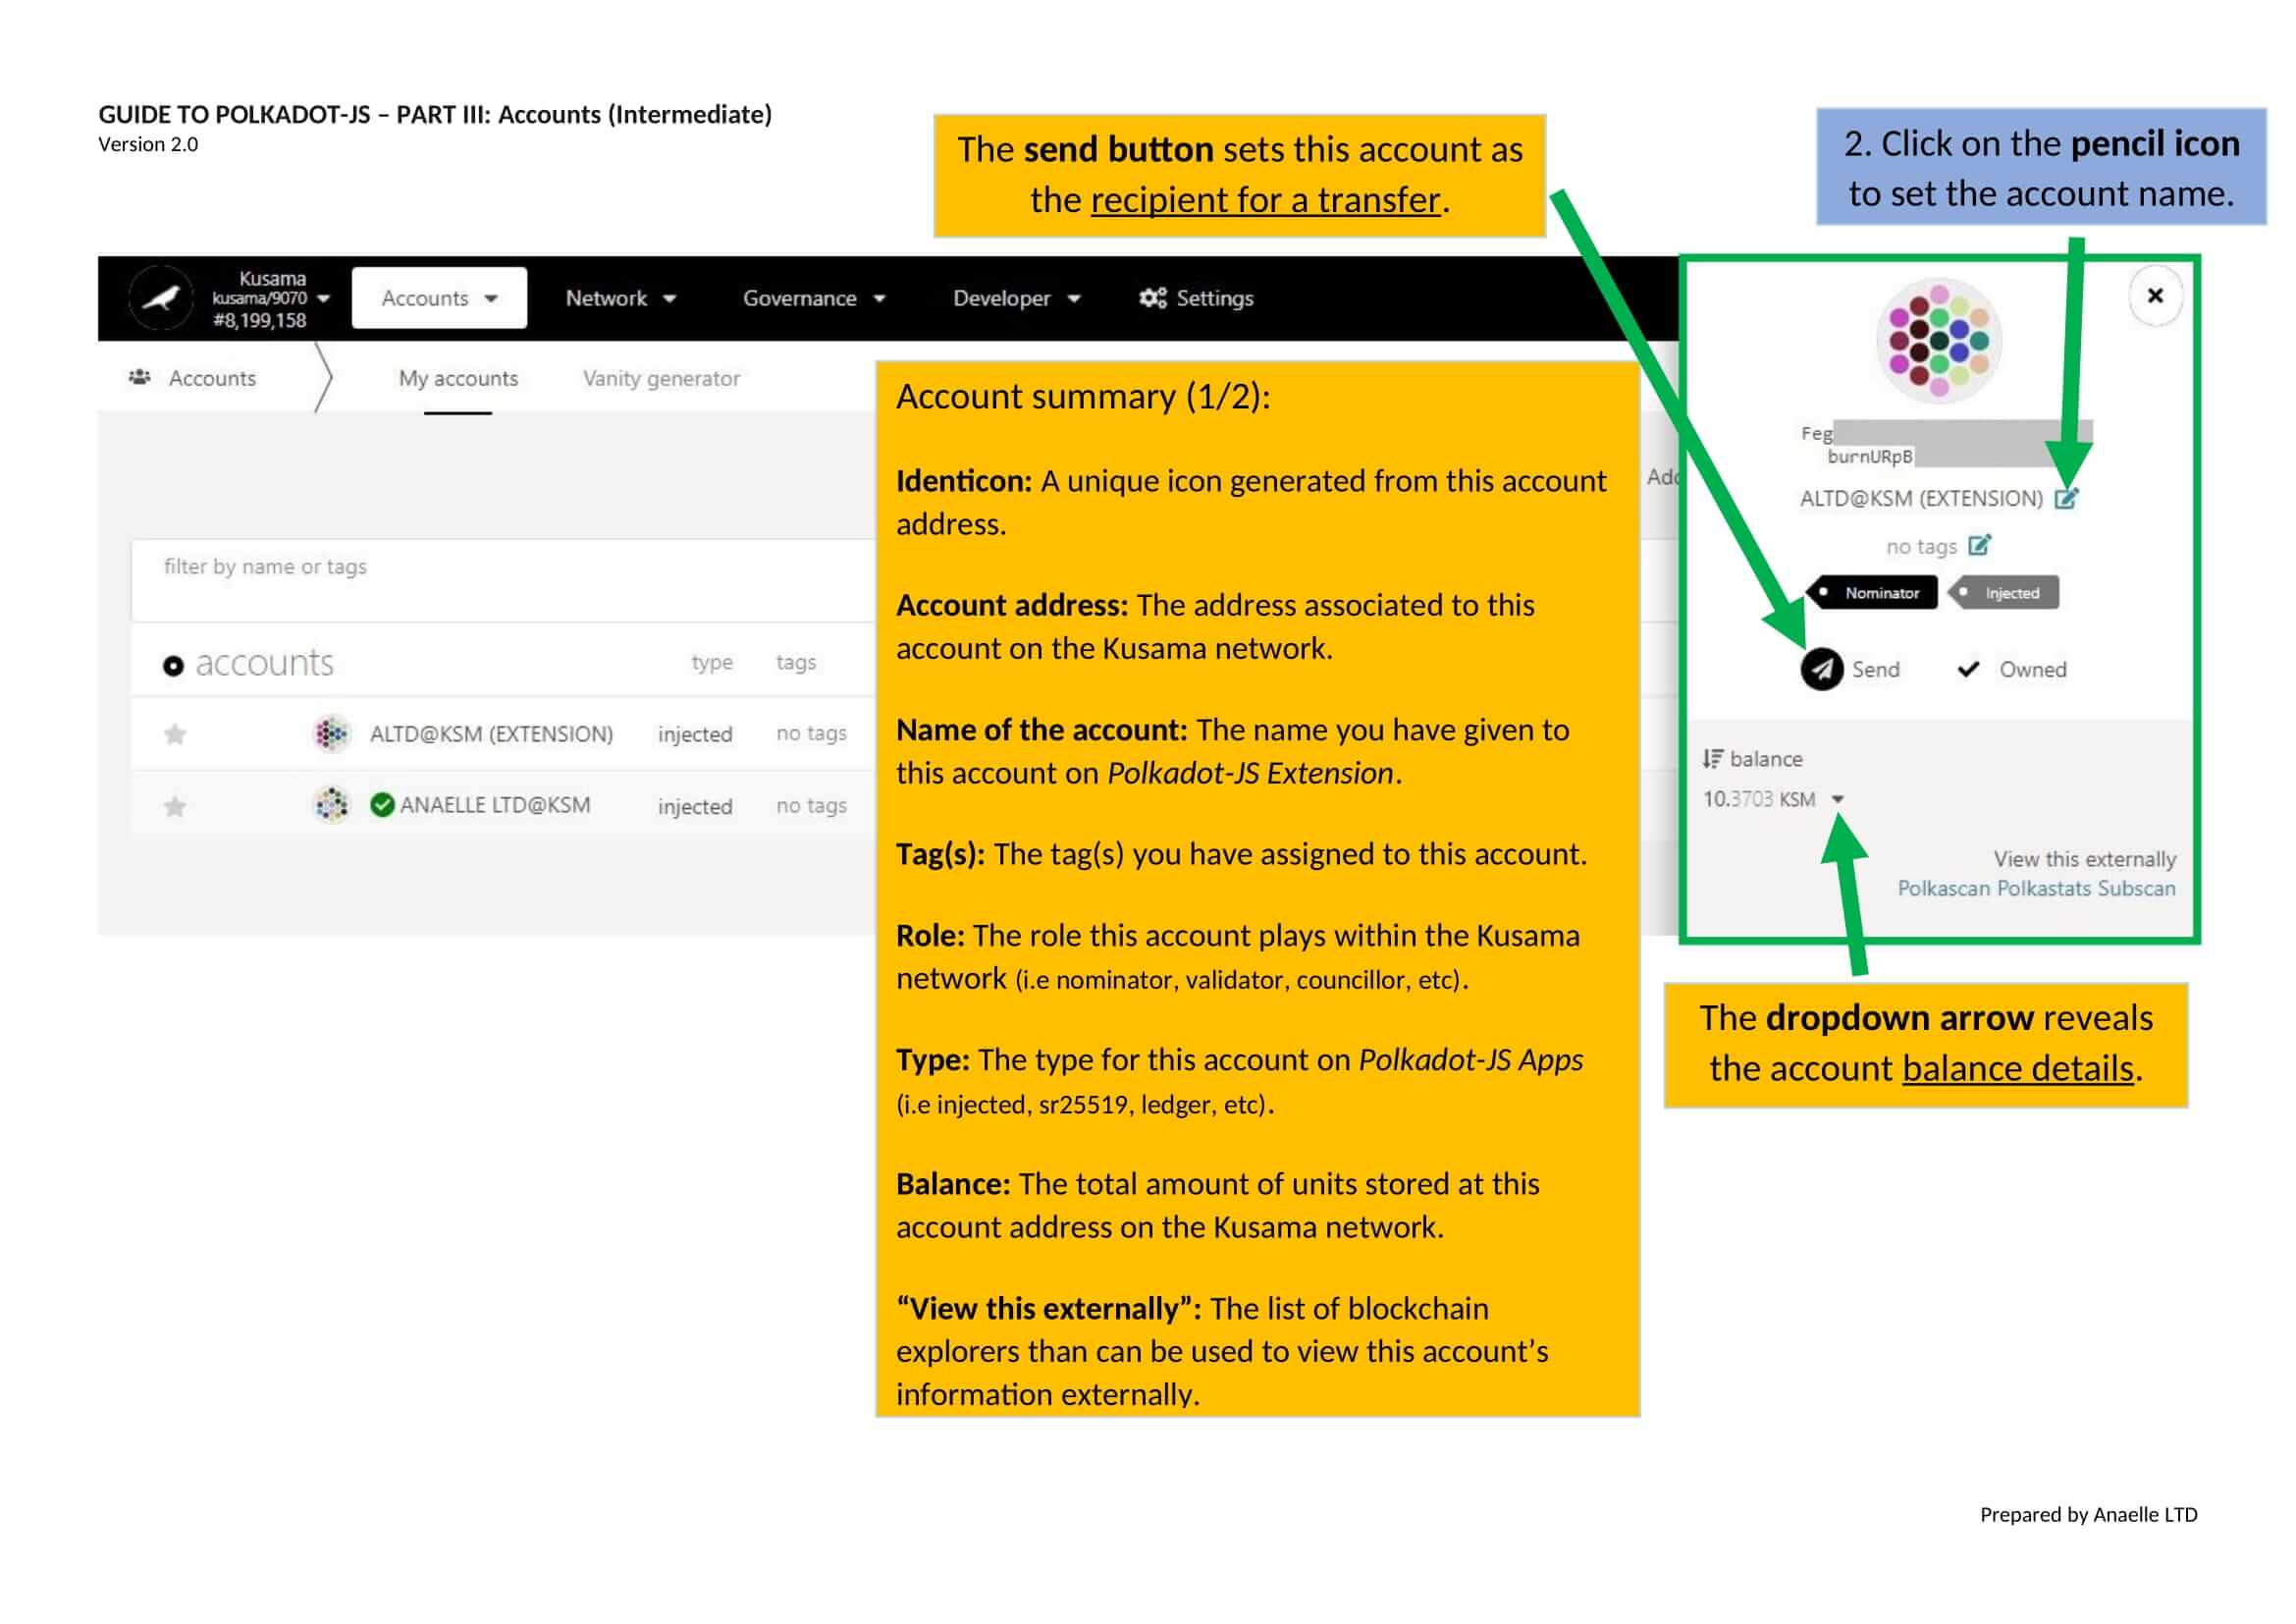 GUIDE TO POLKADOT-JS – PART III: Accounts (Intermediate)
Version 2.0
The send button sets this account as
the recipient for a transfer.
2. Click on the pencil icon
to set the account name.
Kusama
kusama/9070
#8,199,158
Accounts
Network
Governance
Developer
Settings
Accounts
My accounts
Vanity generator
filter by name or tags
accounts
type
tags
ALTD@KSM (EXTENSION)
injected
no tags
ANAELLE LTD@KSM
injected
no tags
Account summary (1/2):
Identicon: A unique icon generated from this account
address.
Account address: The address associated to this
account on the Kusama network.
Name of the account: The name you have given to
this account on Polkadot-JS Extension.
Tag(s): The tag(s) you have assigned to this account.
Role: The role this account plays within the Kusama
network (i.e nominator, validator, councillor, etc).
Type: The type for this account on Polkadot-JS Apps
(i.e injected, sr25519, ledger, etc).
Balance: The total amount of units stored at this
account address on the Kusama network.
“View this externally”: The list of blockchain
explorers than can be used to view this account’s
information externally.
Feg
burnURpB
ALTD@KSM (EXTENSION)
no tags
Nominator
Injected
Send
Owned
balance
10.3703 KSM
View this externally
Polkascan Polkastats Subscan
The dropdown arrow reveals
the account balance details.
Prepared by Anaelle LTD